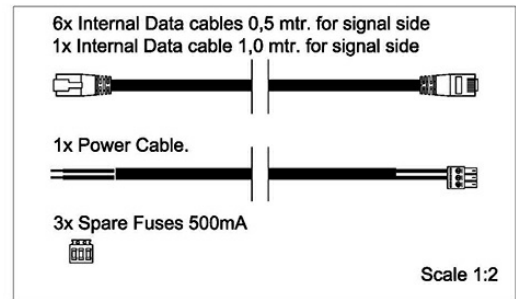 6x Internal Data cables 0,5 mtr. for signal side
1x Internal Data cable 1,0 mtr. for signal side
1x Power Cable.
3x Spare Fuses 500mA
Scale 1:2